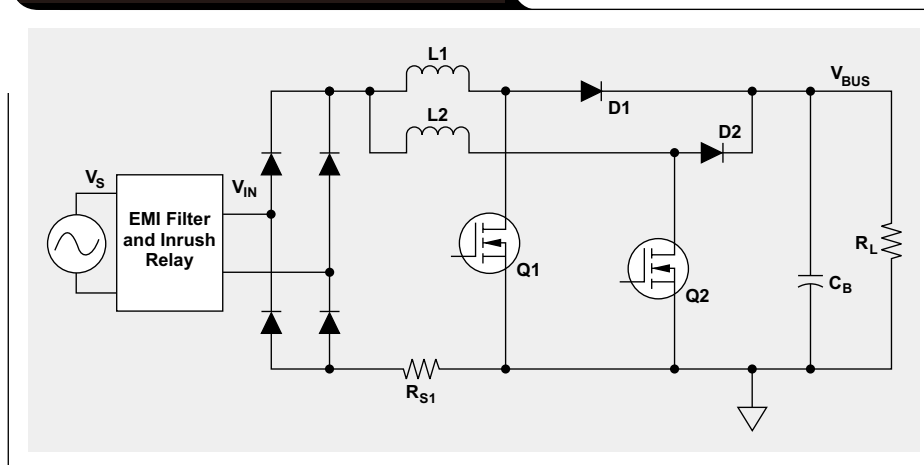 L1
V_BUS
D1
L2
D2
V_S
V_IN
EMI Filter
and Inrush
Relay
Q1
Q2
R_L
C_B
R_S1